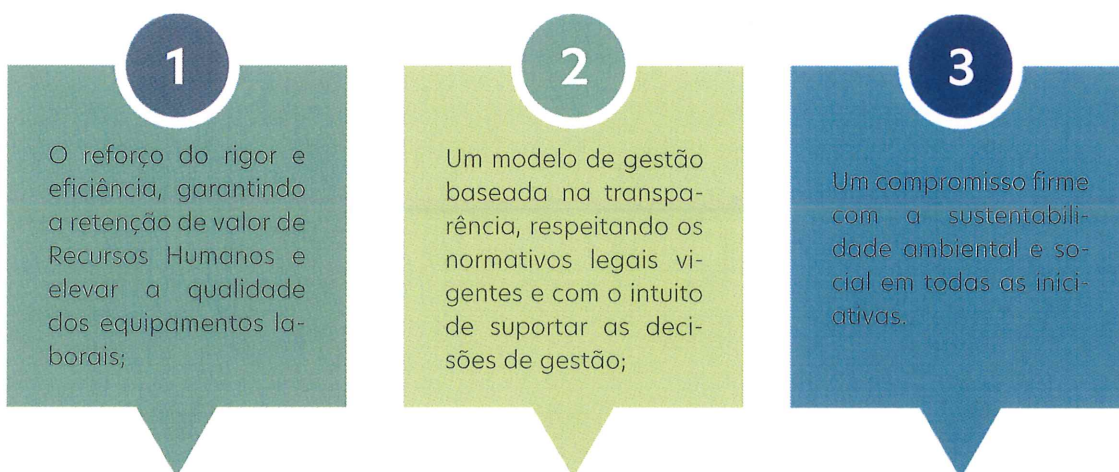 1
O reforço do rigor e
eficiência, garantindo
a retenção de valor de
Recursos Humanos e
elevar a qualidade
dos equipamentos la-
borais;
2
Um modelo de gestão
baseada na transpa-
rência, respeitando os
normativos legais vi-
gentes e com o intuito
de suportar as deci-
sões de gestão;
3
Um compromisso firme
com a sustentabili-
dade ambiental e so-
cial em todas as inici-
ativas.